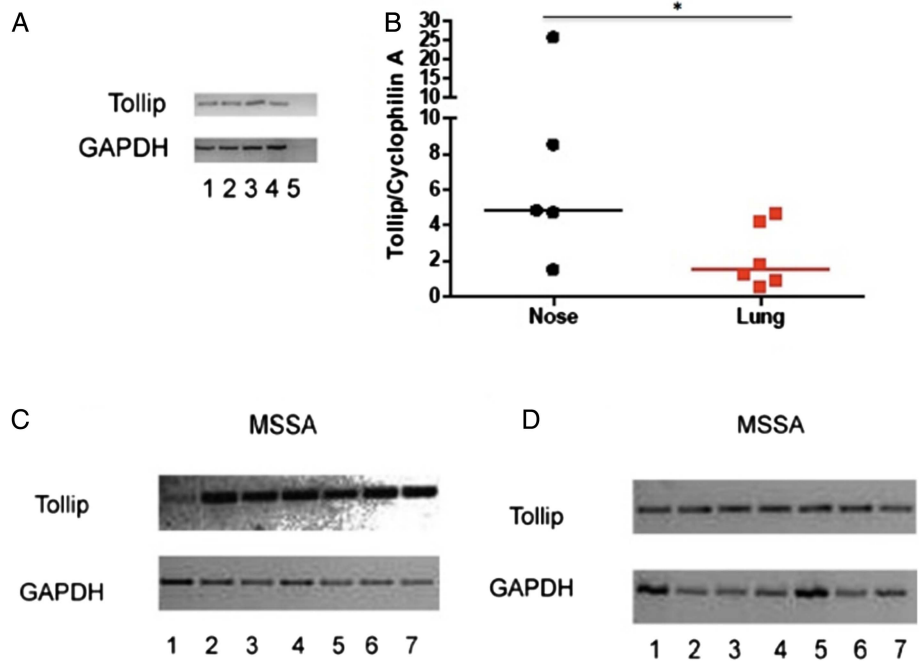 A
Tollip
GAPDH
1 2 3 4 5
B
*
Tollip/Cyclophilin A
30
25
20
15
10
10
8
6
4
2
0
Nose Lung
C
MSSA
Tollip
GAPDH
1 2 3 4 5 6 7
D
MSSA
Tollip
GAPDH
1 2 3 4 5 6 7